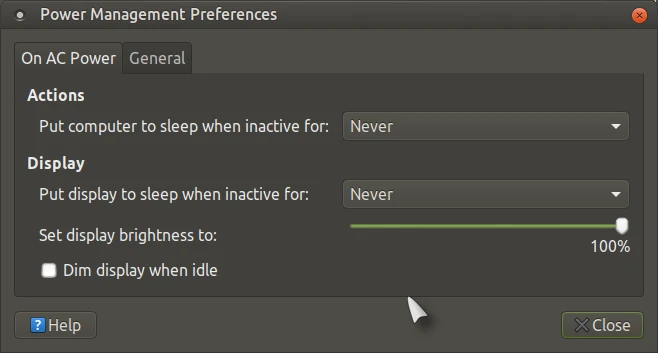 Power Management Preferences
On AC Power General
Actions
Put computer to sleep when inactive for: Never
Display
Put display to sleep when inactive for: Never
Set display brightness to:
100%
Dim display when idle
? Help Close